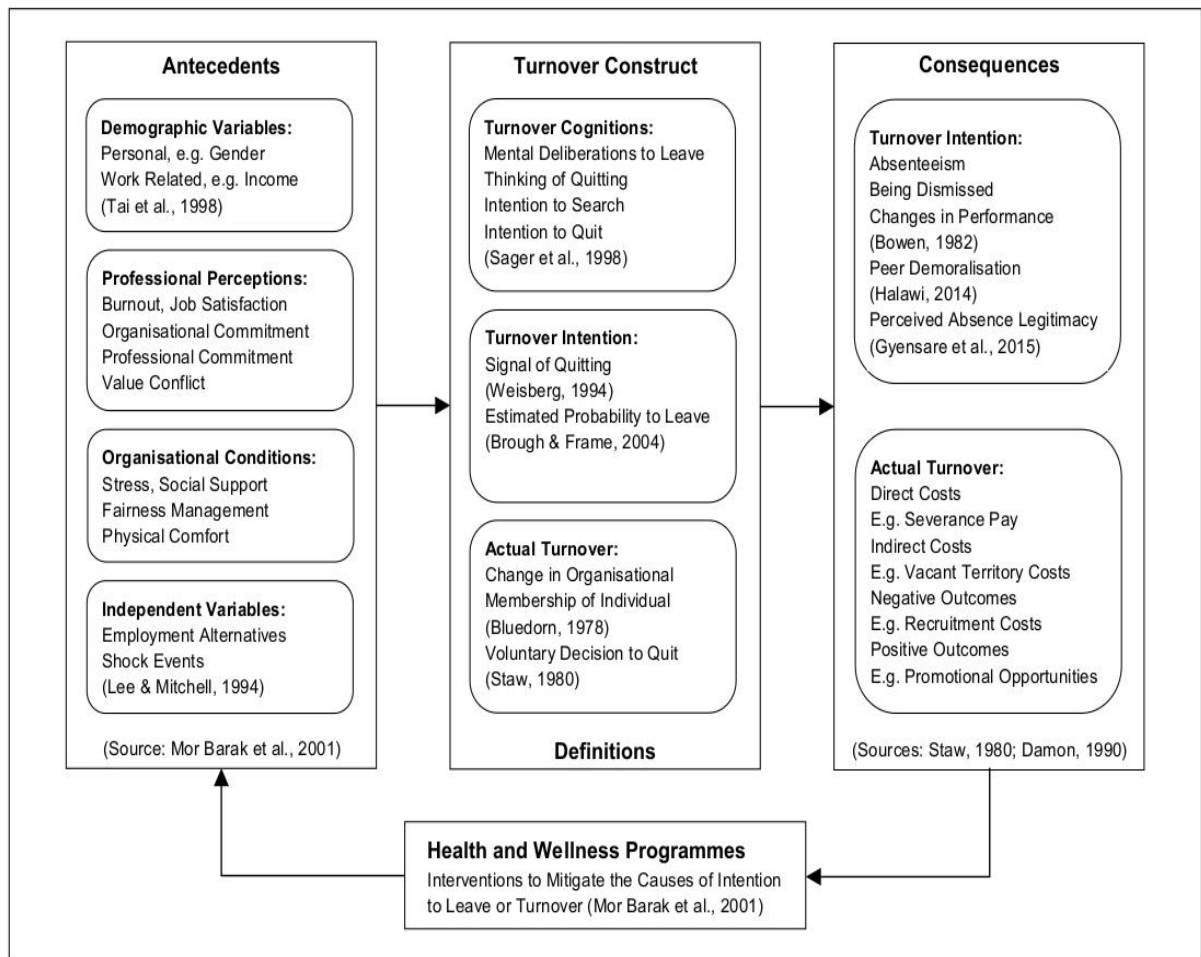 Antecedents
Demographic Variables:
Personal, e.g. Gender
Work Related, e.g. Income
(Tai et al., 1998)
Professional Perceptions:
Burnout, Job Satisfaction
Organisational Commitment
Professional Commitment
Value Conflict
Organisational Conditions:
Stress, Social Support
Fairness Management
Physical Comfort
Independent Variables:
Employment Alternatives
Shock Events
(Lee & Mitchell, 1994)
(Source: Mor Barak et al., 2001)
Turnover Construct
Turnover Cognitions:
Mental Deliberations to Leave
Thinking of Quitting
Intention to Search
Intention to Quit
(Sager et al., 1998)
Turnover Intention:
Signal of Quitting
(Weisberg, 1994)
Estimated Probability to Leave
(Brough & Frame, 2004)
Actual Turnover:
Change in Organisational
Membership of Individual
(Bluedorn, 1978)
Voluntary Decision to Quit
(Staw, 1980)
Definitions
Consequences
Turnover Intention:
Absenteeism
Being Dismissed
Changes in Performance
(Bowen, 1982)
Peer Demoralisation
(Halawi, 2014)
Perceived Absence Legitimacy
(Gyensare et al., 2015)
Actual Turnover:
Direct Costs
E.g. Severance Pay
Indirect Costs
E.g. Vacant Territory Costs
Negative Outcomes
E.g. Recruitment Costs
Positive Outcomes
E.g. Promotional Opportunities
(Sources: Staw, 1980; Damon, 1990)
Health and Wellness Programmes
Interventions to Mitigate the Causes of Intention
to Leave or Turnover (Mor Barak et al., 2001)